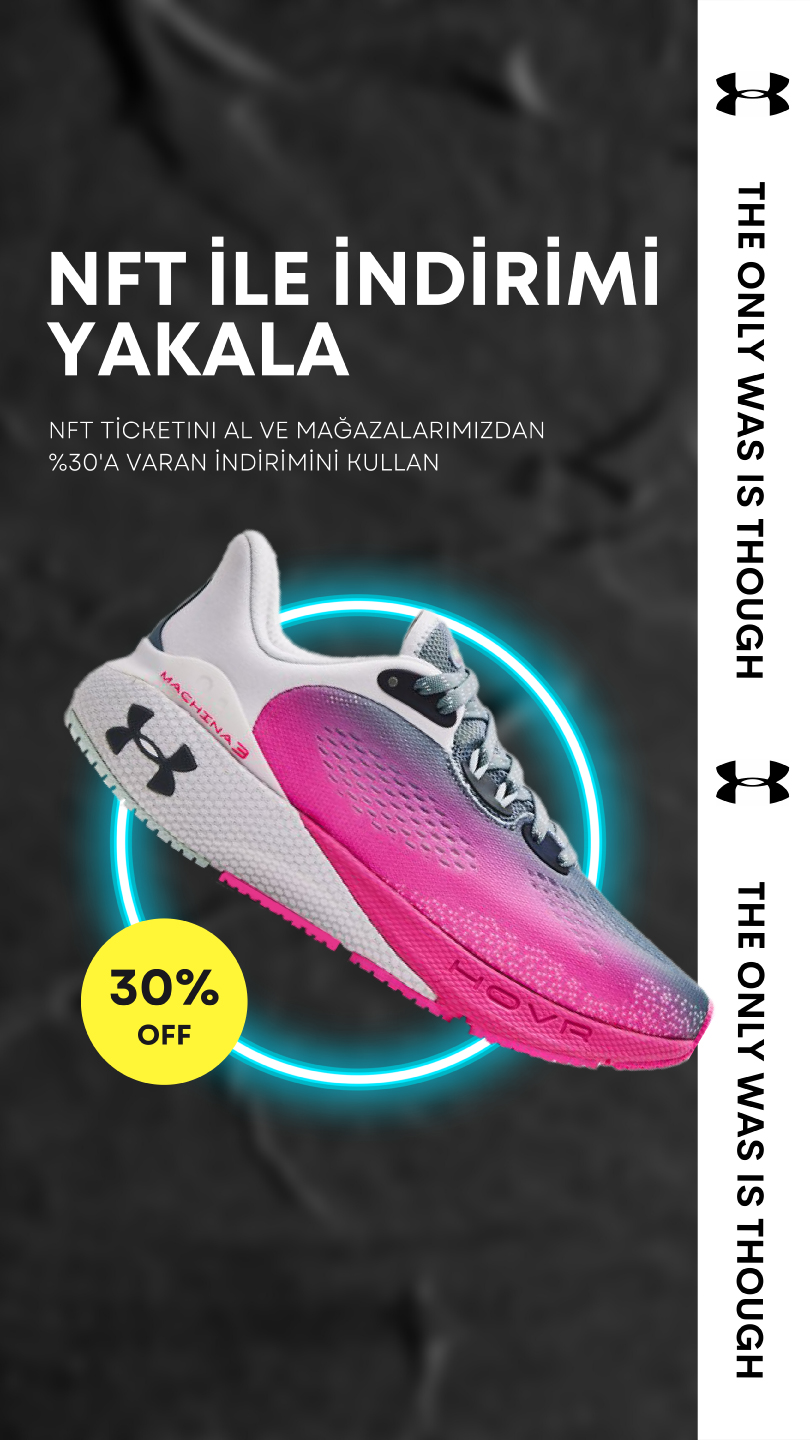 NFT İLE İNDİRİMİ
YAKALA
NFT TİCKETINI AL VE MAĞAZALARIMIZDAN
%30'A VARAN İNDİRİMİNİ KULLAN
MACHINA 3
HOVR
30%
OFF
THE ONLY WAS IS THOUGH
THE ONLY WAS IS THOUGH